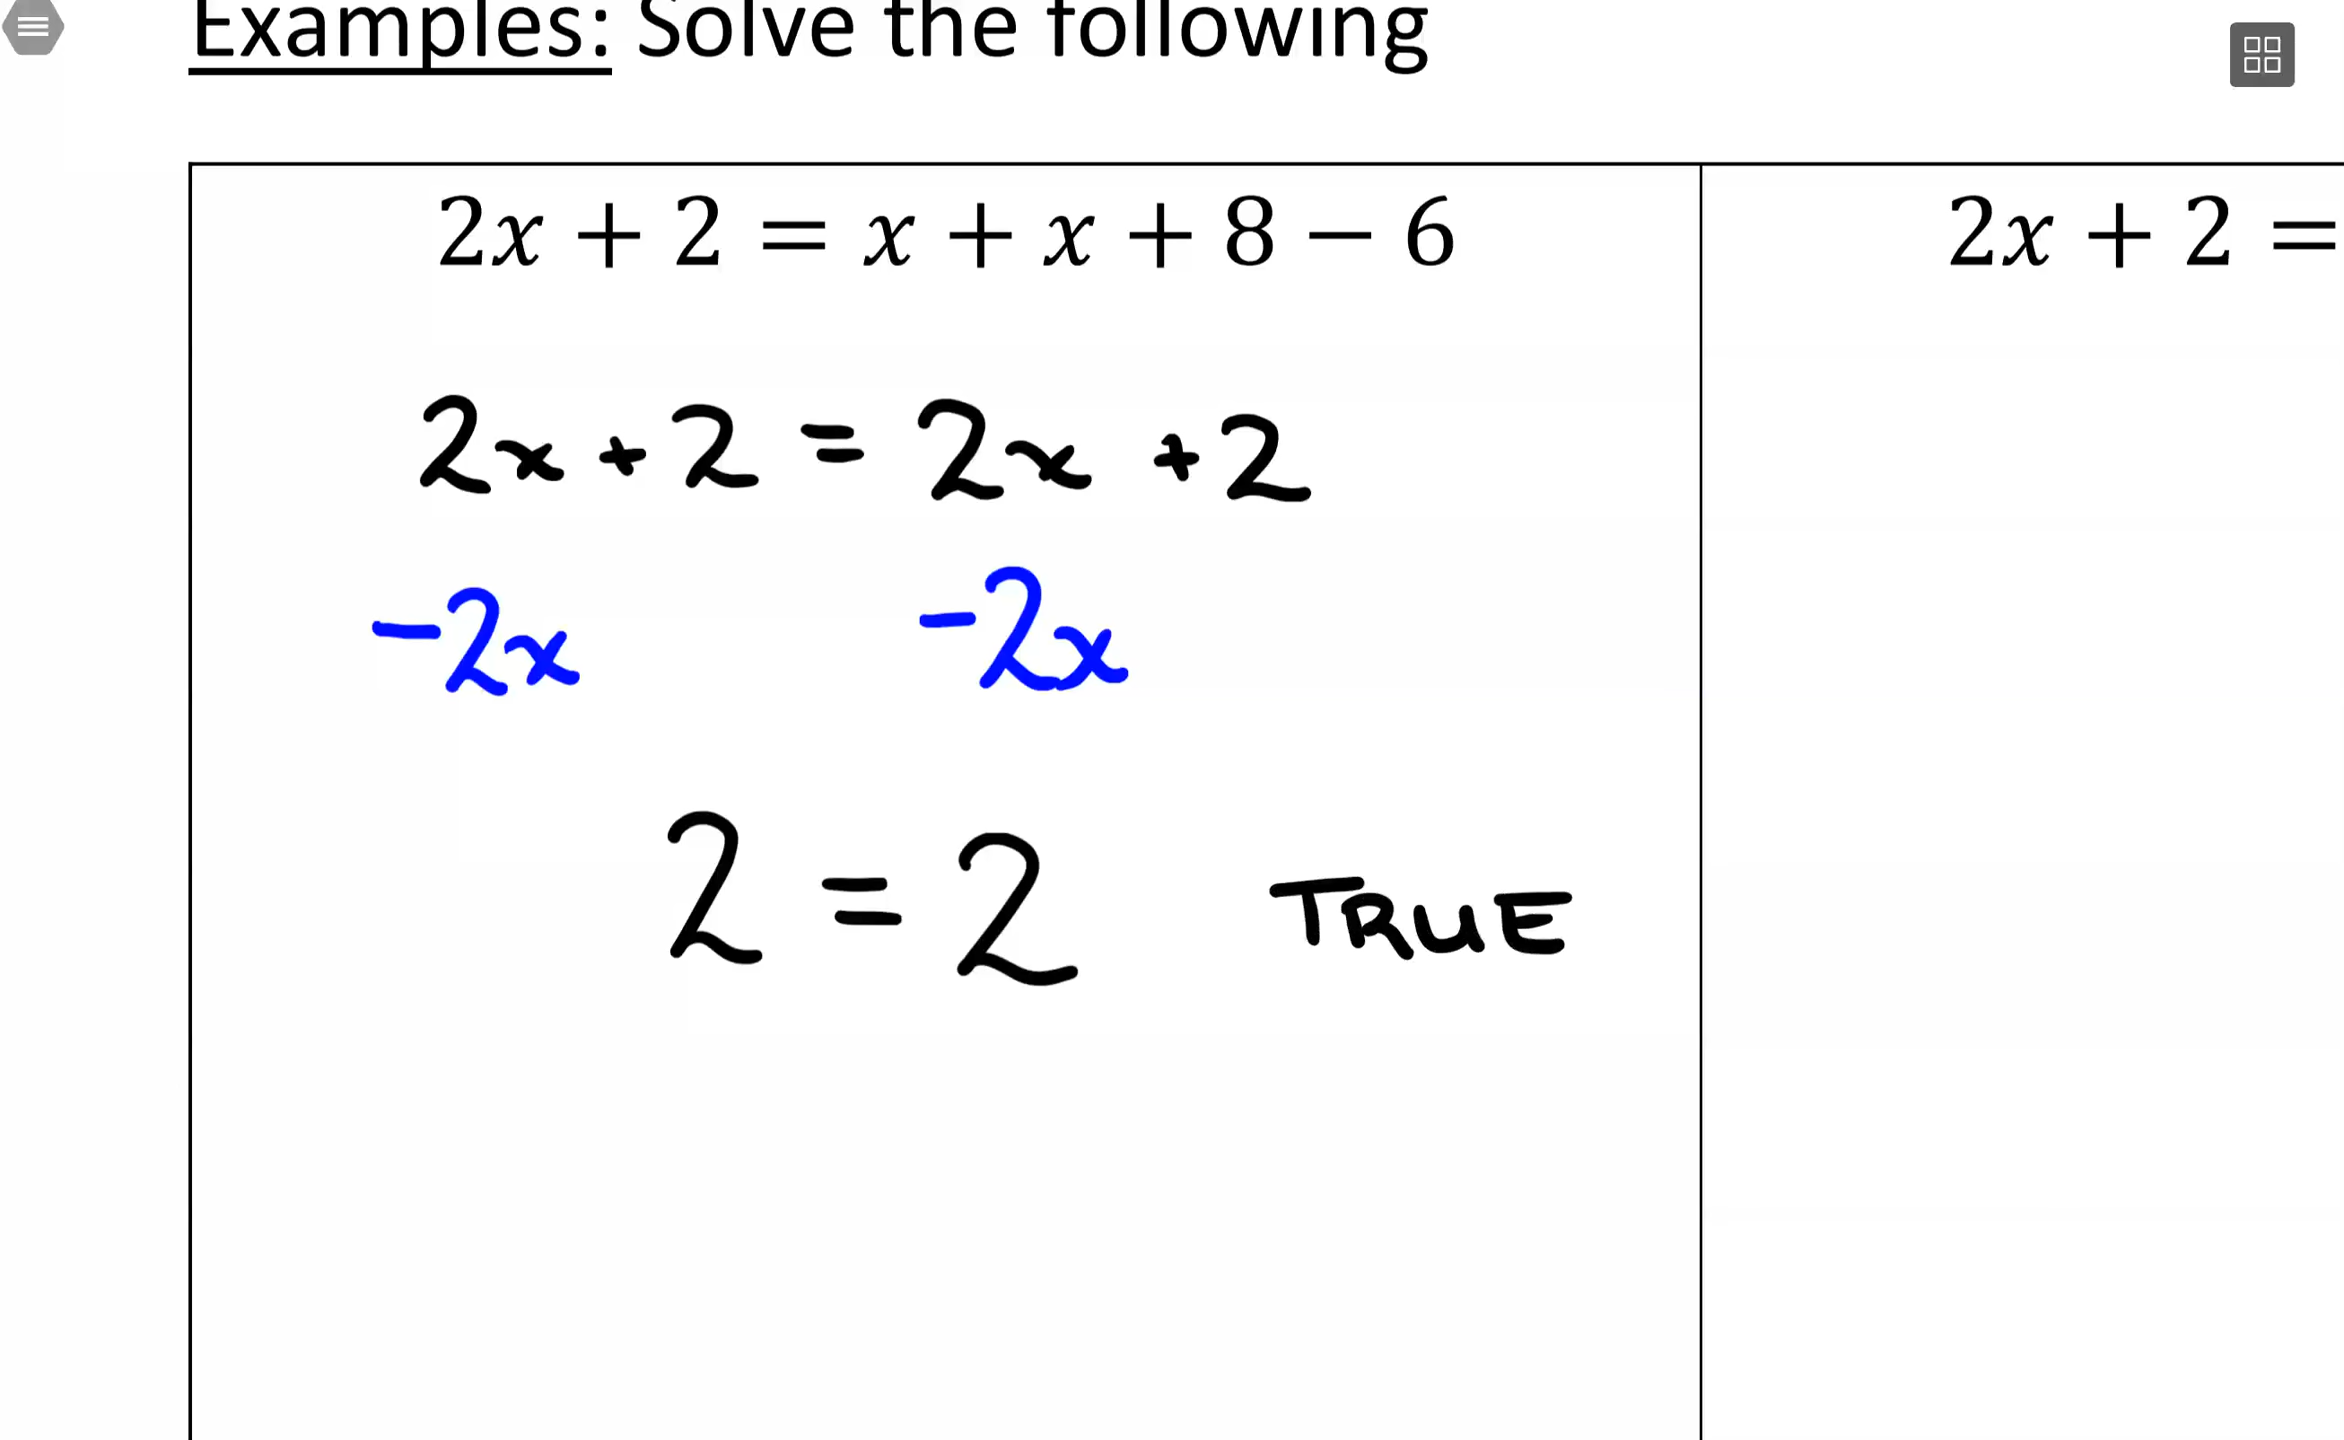 Examples: Solve the following
2x + 2 = x + x + 8 − 6
2x + 2 =
2x + 2 = 2x + 2
-2x -2x
2 = 2 TRUE